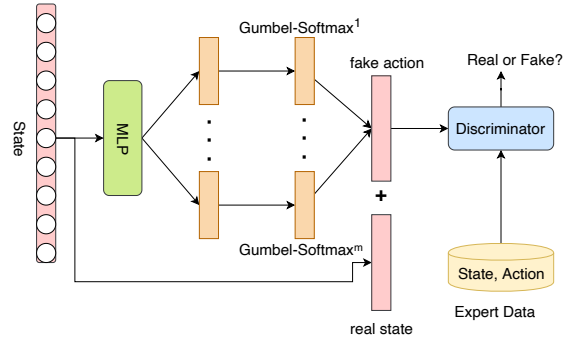 Gumbel-Softmax1
fake action
Real or Fake?
State
MLP
Discriminator
+
Gumbel-Softmaxm
State, Action
real state
Expert Data